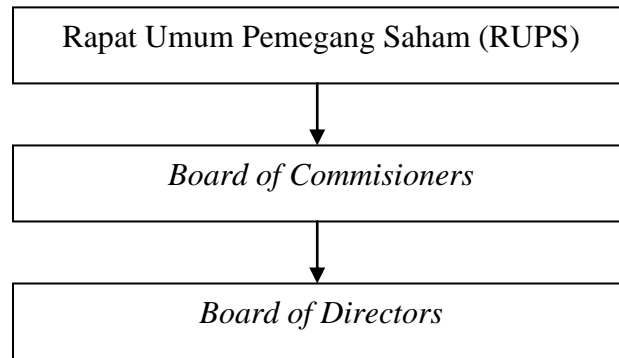 Rapat Umum Pemegang Saham (RUPS)
Board of Commisioners
Board of Directors